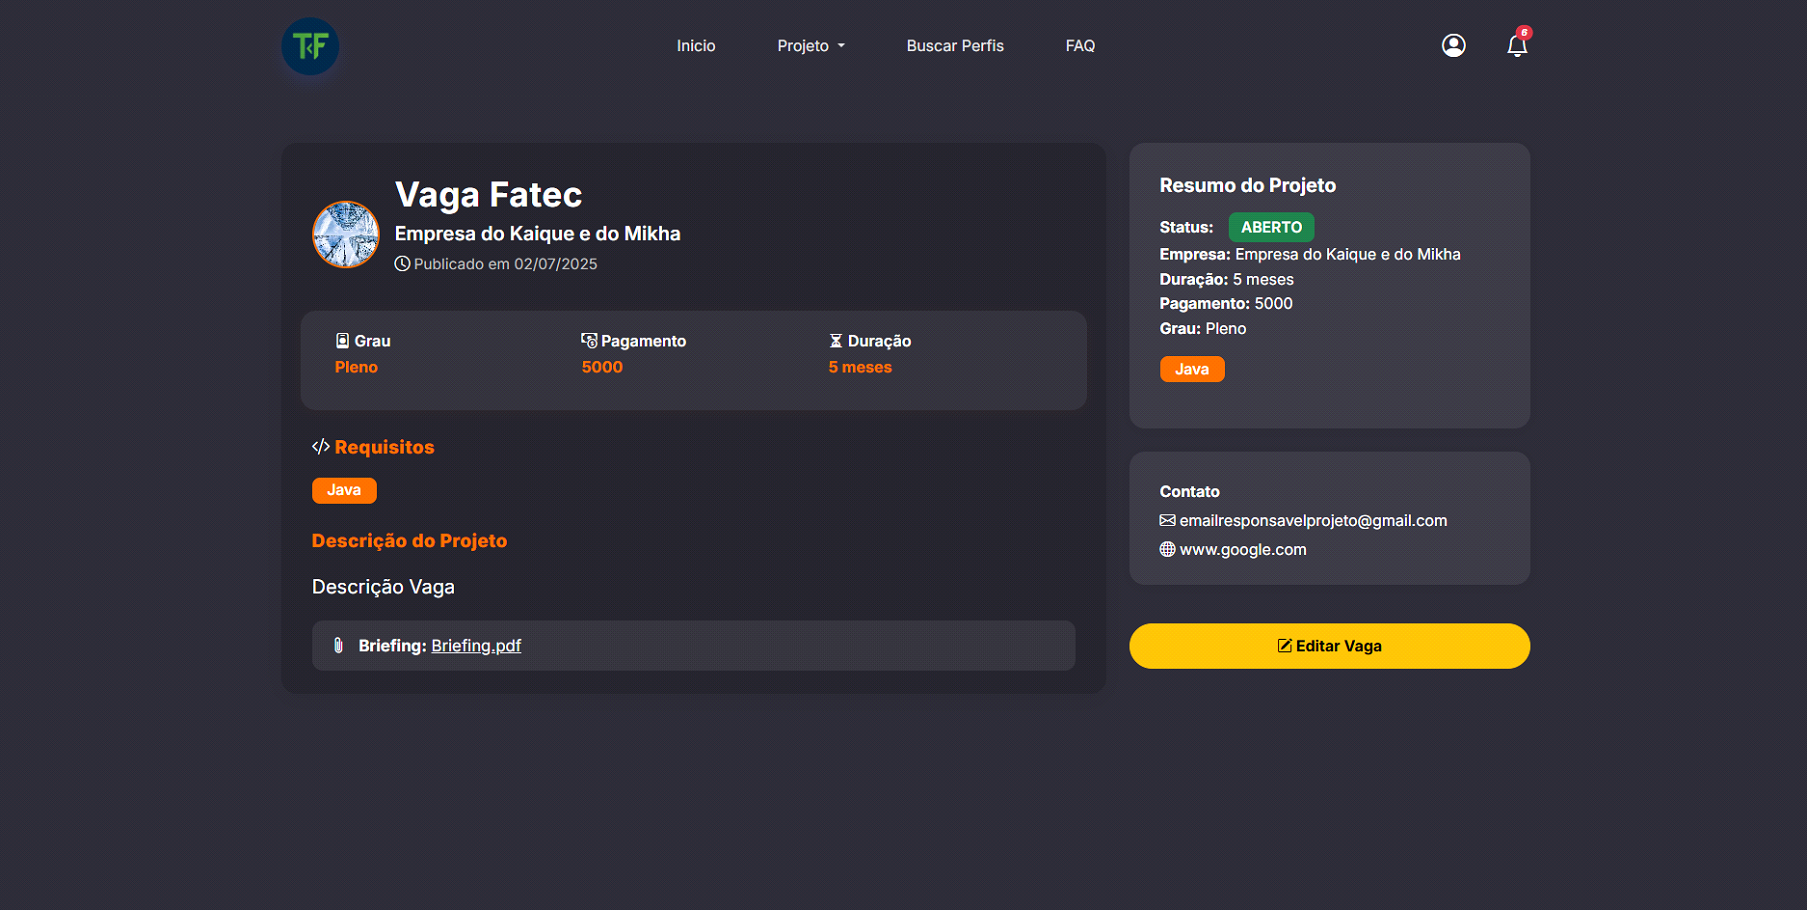 TF
Inicio
Projeto
Buscar Perfis
FAQ
6
Vaga Fatec
Empresa do Kaique e do Mikha
Publicado em 02/07/2025
Grau
Pleno
Pagamento
5000
Duração
5 meses
</> Requisitos
Java
Descrição do Projeto
Descrição Vaga
Briefing: Briefing.pdf
Resumo do Projeto
Status: ABERTO
Empresa: Empresa do Kaique e do Mikha
Duração: 5 meses
Pagamento: 5000
Grau: Pleno
Java
Contato
emailresponsavelprojeto@gmail.com
www.google.com
Editar Vaga